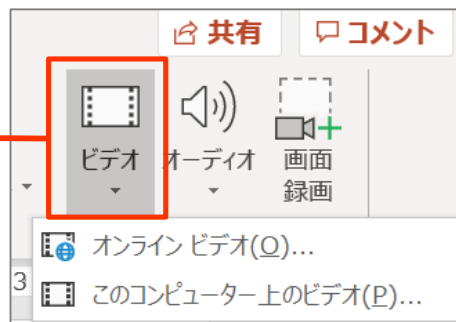 共有
コメント
ビデオ
オーディオ
画面
録画
オンライン ビデオ(O)...
3
このコンピューター上のビデオ(P)...